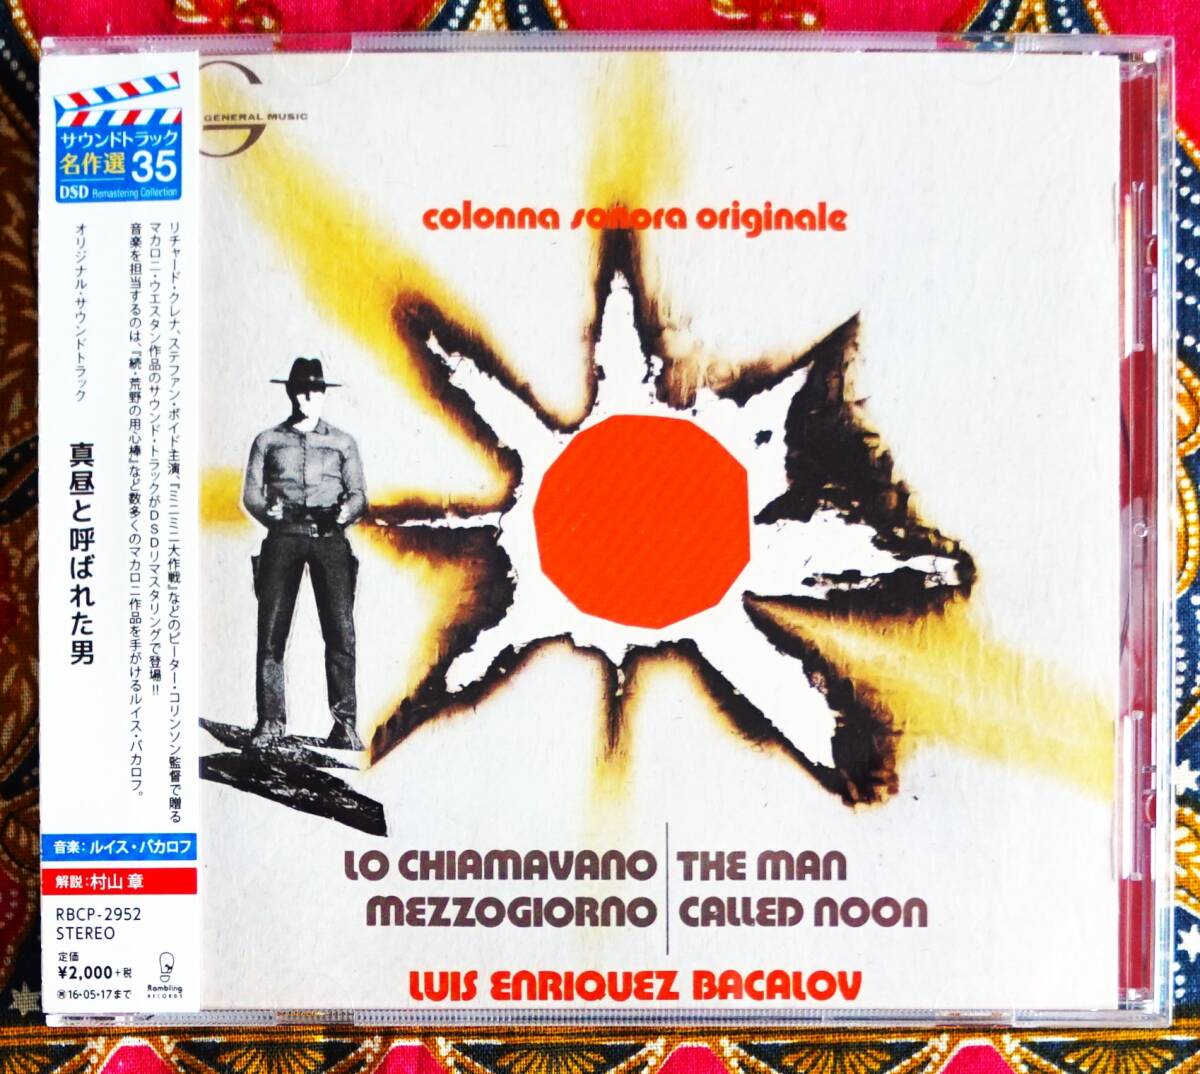 サウンドトラック
名作選 35
DSD Remastering Collection
リチャード・クレナ、ステファン・ボイド主演、『ミニミニ大作戦』などのピーター・コリンソン監督で贈る
マカロニ・ウエスタン作品のサウンド・トラックがDSDリマスタリングで登場!!
音楽を担当するのは、『続・荒野の用心棒』など数多くのマカロニ作品を手がけるルイス・バカロフ。
オリジナル・サウンドトラック
真昼と呼ばれた男
音楽:ルイス・バカロフ
解説:村山 章
RBCP-2952
STEREO
定価
¥2,000+税
16・05・17まで
Rambling
RECORDS
G
GENERAL MUSIC
colonna sonora originale
LO CHIAMAVANO
MEZZOGIORNO
THE MAN
CALLED NOON
LUIS ENRIQUEZ BACALOV